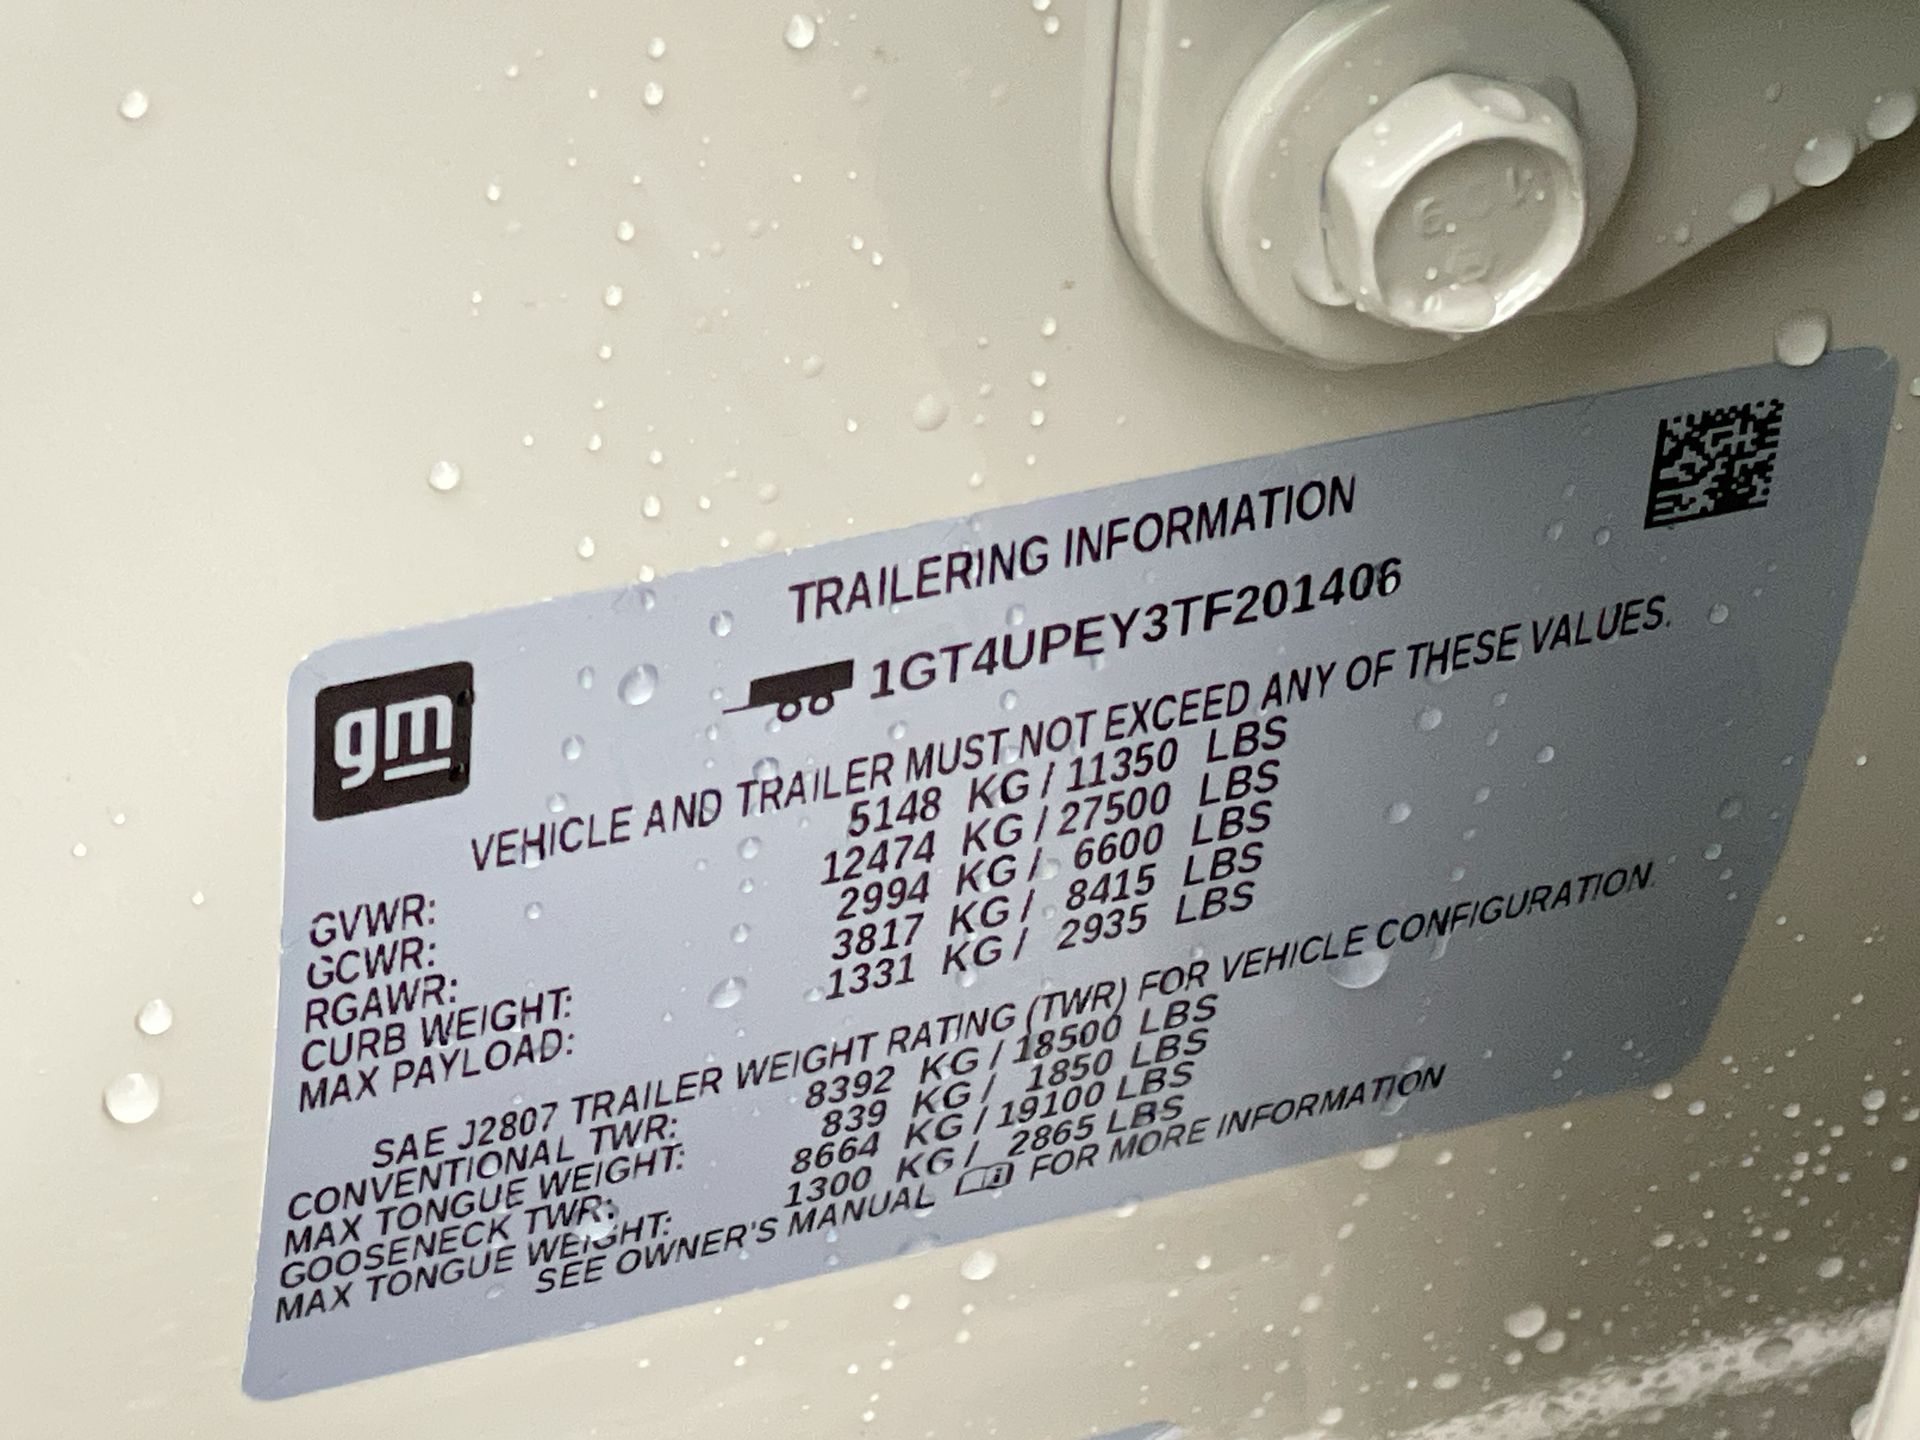 TRAILERING INFORMATION
gm
1GT4UPEY3TF201406
VEHICLE AND TRAILER MUST NOT EXCEED ANY OF THESE VALUES.
GVWR: 5148 KG / 11350 LBS
GCWR: 12474 KG / 27500 LBS
RGAWR: 2994 KG / 6600 LBS
CURB WEIGHT: 3817 KG / 8415 LBS
MAX PAYLOAD: 1331 KG / 2935 LBS
SAE J2807 TRAILER WEIGHT RATING (TWR) FOR VEHICLE CONFIGURATION.
CONVENTIONAL TWR: 8392 KG / 18500 LBS
MAX TONGUE WEIGHT: 839 KG / 1850 LBS
GOOSENECK TWR: 8664 KG / 19100 LBS
MAX TONGUE WEIGHT: 1300 KG / 2865 LBS
SEE OWNER'S MANUAL FOR MORE INFORMATION